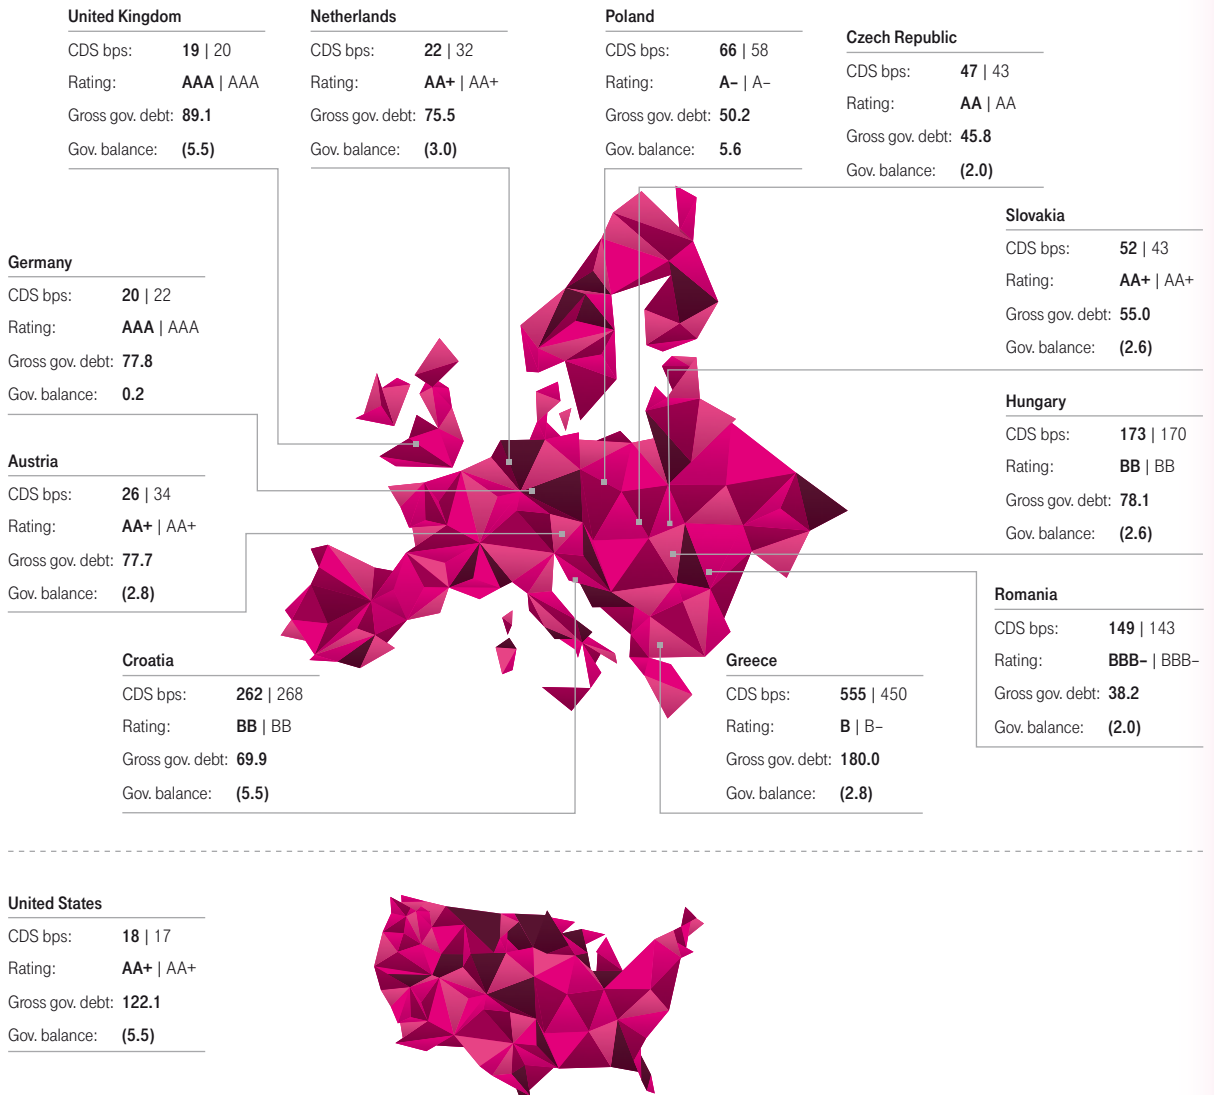 United Kingdom
CDS bps: 19 | 20
Rating: AAA | AAA
Gross gov. debt: 89.1
Gov. balance: (5.5)
Netherlands
CDS bps: 22 | 32
Rating: AA+ | AA+
Gross gov. debt: 75.5
Gov. balance: (3.0)
Poland
CDS bps: 66 | 58
Rating: A– | A–
Gross gov. debt: 50.2
Gov. balance: 5.6
Czech Republic
CDS bps: 47 | 43
Rating: AA | AA
Gross gov. debt: 45.8
Gov. balance: (2.0)
Slovakia
CDS bps: 52 | 43
Rating: AA+ | AA+
Gross gov. debt: 55.0
Gov. balance: (2.6)
Germany
CDS bps: 20 | 22
Rating: AAA | AAA
Gross gov. debt: 77.8
Gov. balance: 0.2
Hungary
CDS bps: 173 | 170
Rating: BB | BB
Gross gov. debt: 78.1
Gov. balance: (2.6)
Austria
CDS bps: 26 | 34
Rating: AA+ | AA+
Gross gov. debt: 77.7
Gov. balance: (2.8)
Romania
CDS bps: 149 | 143
Rating: BBB– | BBB–
Gross gov. debt: 38.2
Gov. balance: (2.0)
Croatia
CDS bps: 262 | 268
Rating: BB | BB
Gross gov. debt: 69.9
Gov. balance: (5.5)
Greece
CDS bps: 555 | 450
Rating: B | B–
Gross gov. debt: 180.0
Gov. balance: (2.8)
United States
CDS bps: 18 | 17
Rating: AA+ | AA+
Gross gov. debt: 122.1
Gov. balance: (5.5)